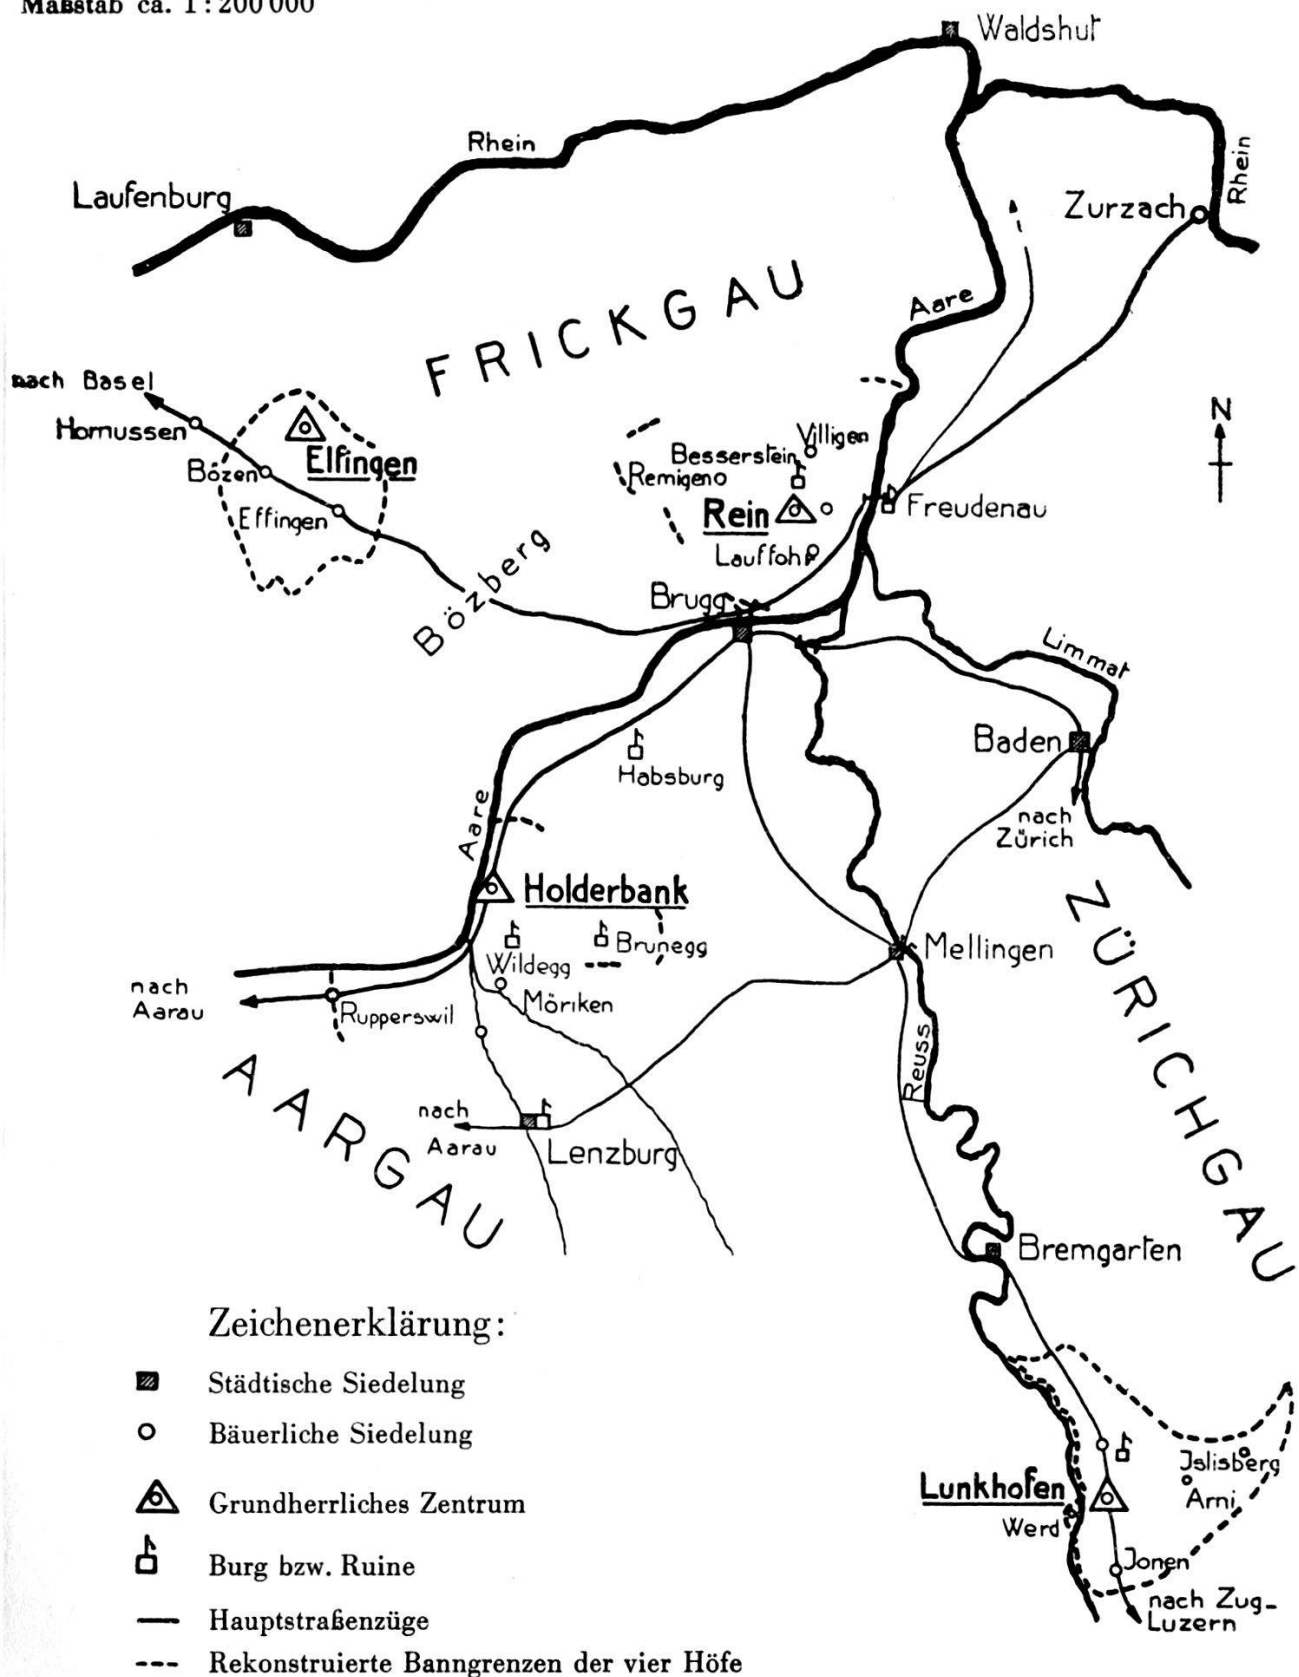 Maßstab ca. 1 : 200 000
Waldshut
Rhein
Rhein
Laufenburg
Zurzach
FRICKGAU
Aare
nach Basel
N
Hornussen
Villigen
Besserstein
Elfingen
Bözen
Remigen
Rein
Freudenau
Effingen
Lauffohr
Bözberg
Brugg
Limmat
Baden
Habsburg
nach
Zürich
Aare
Holderbank
ZÜRICHGAU
Brunegg
Mellingen
Wildegg
nach
Aarau
Möriken
Rupperswil
Reuss
AARGAU
nach
Aarau
Lenzburg
Bremgarten
Zeichenerklärung:
Städtische Siedelung
Bäuerliche Siedelung
Jslisberg
Lunkhofen
Arni
Grundherrliches Zentrum
Werd
Jonen
Burg bzw. Ruine
nach Zug-
Luzern
Hauptstraßenzüge
Rekonstruierte Banngrenzen der vier Höfe